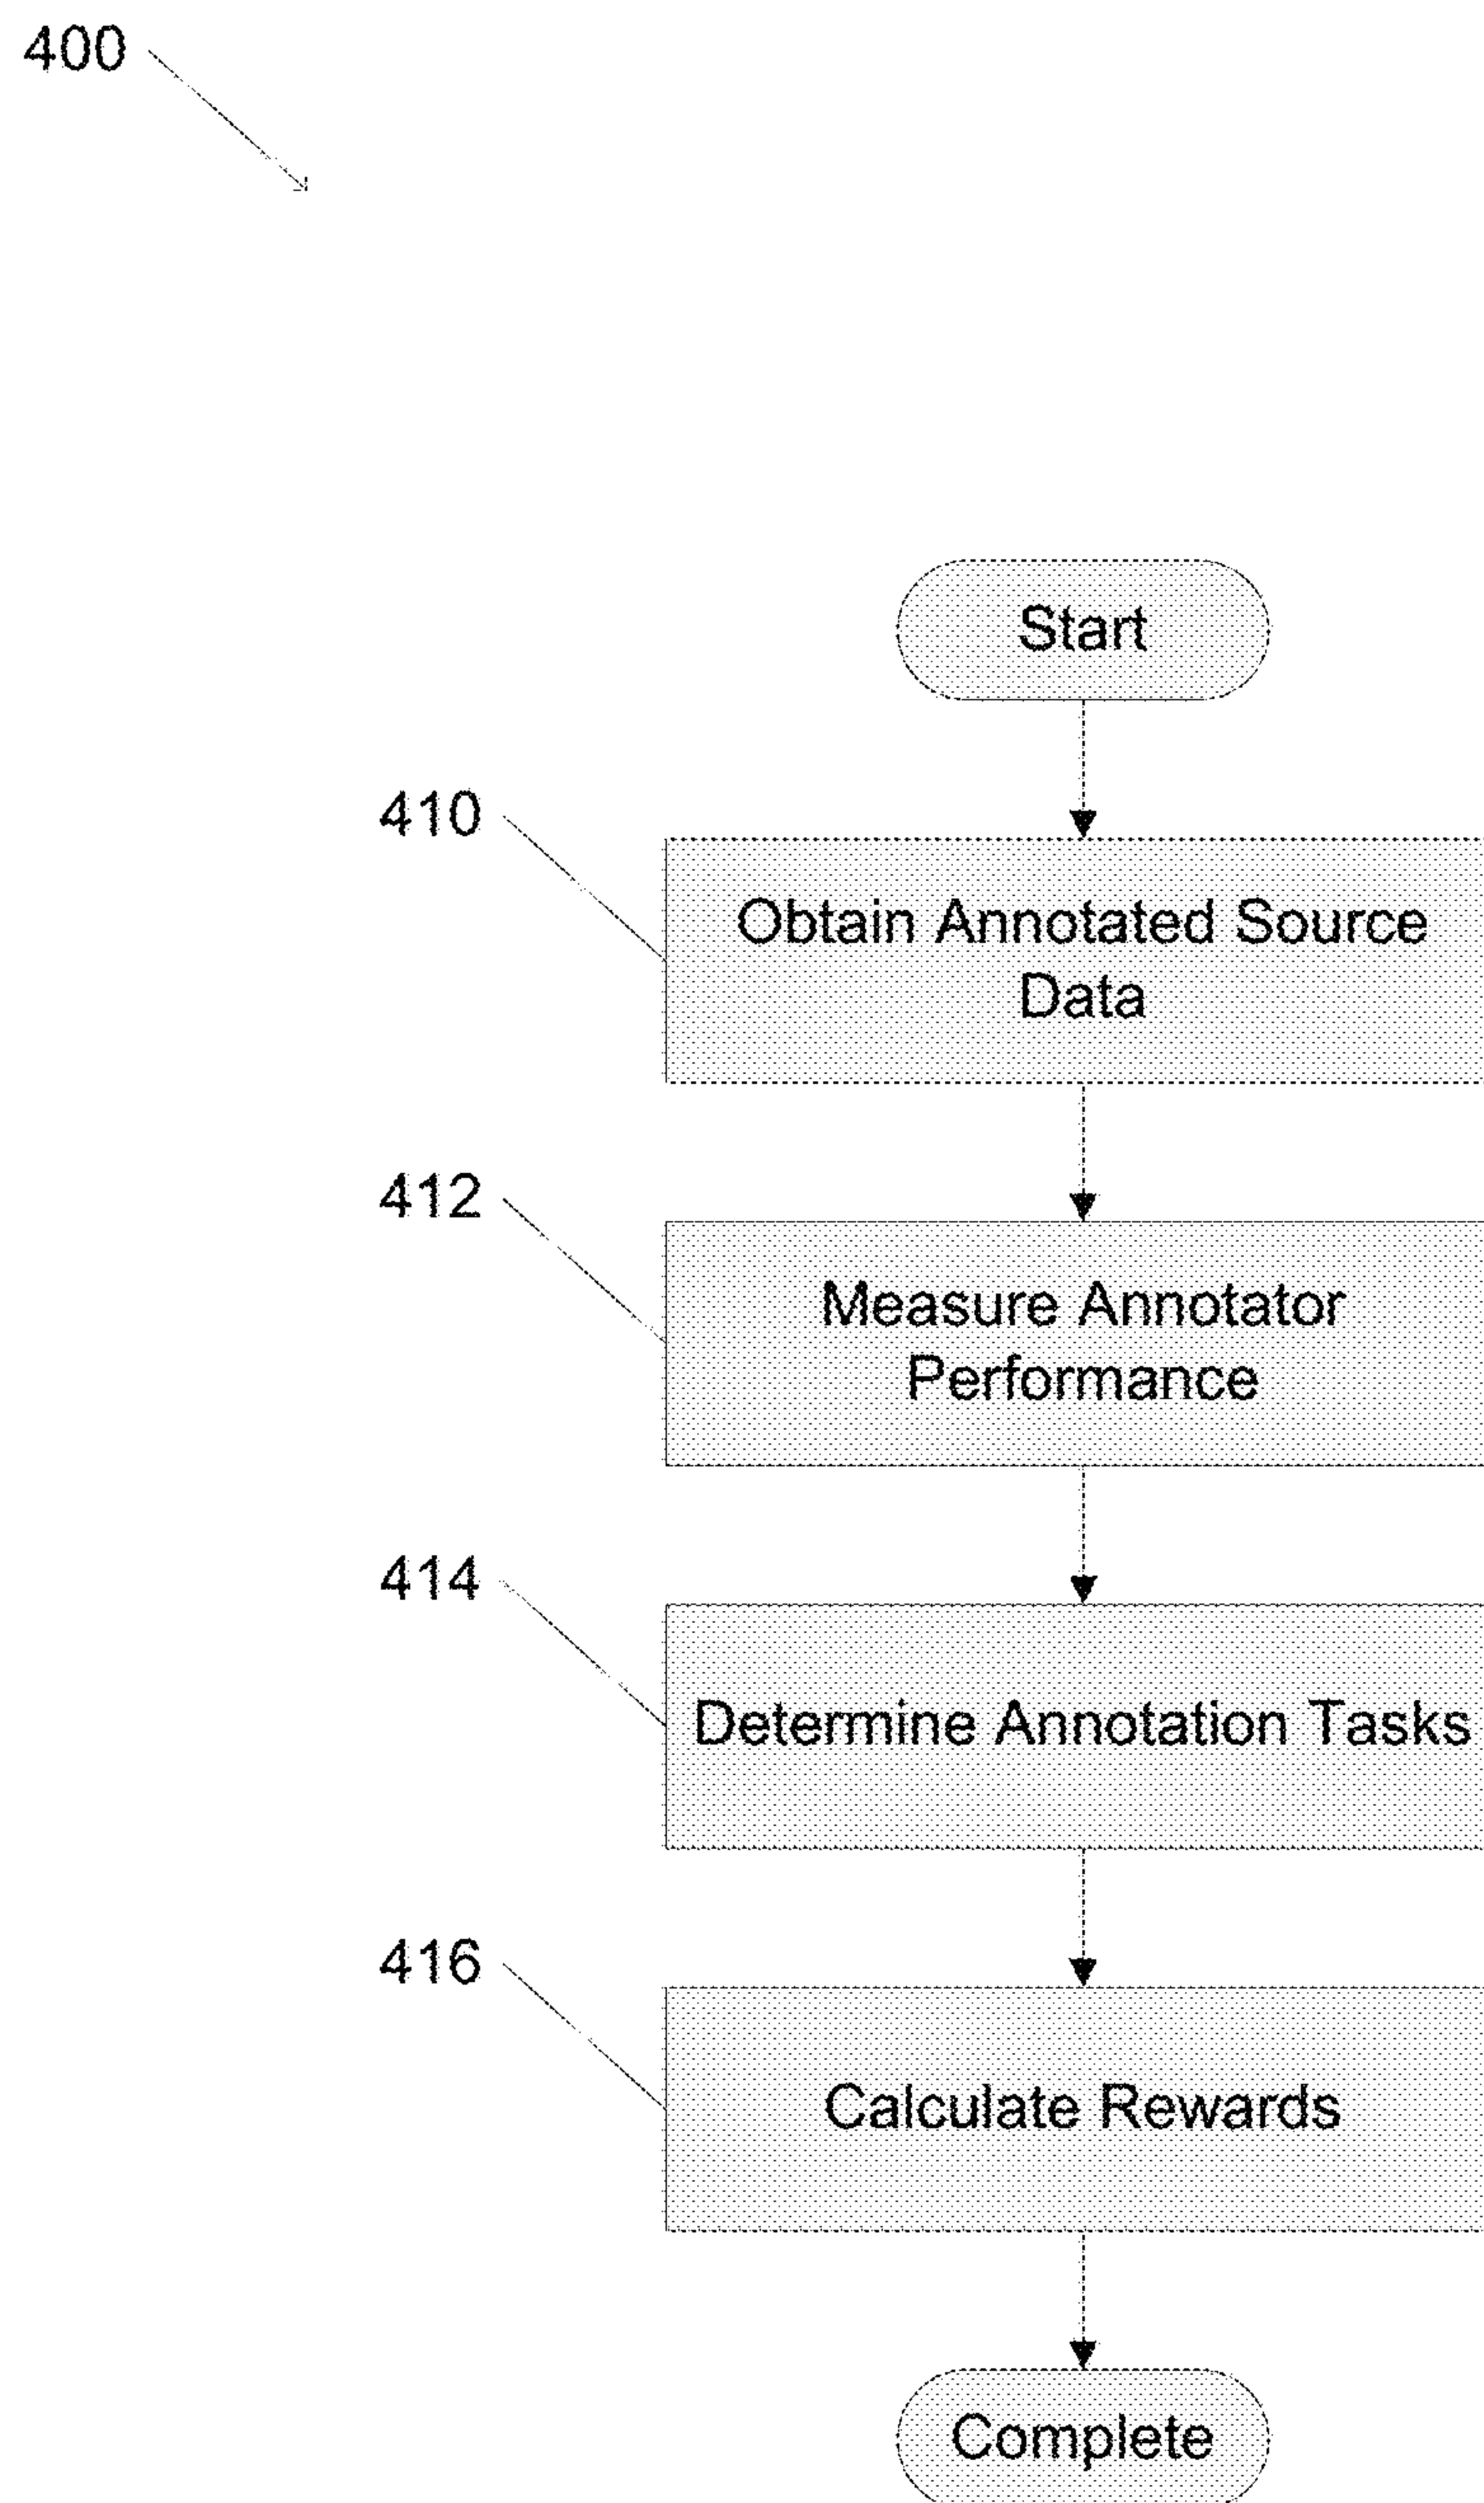 400
Start
410
Obtain Annotated Source
Data
412
Measure Annotator
Performance
414
Determine Annotation Tasks
416
Calculate Rewards
Complete